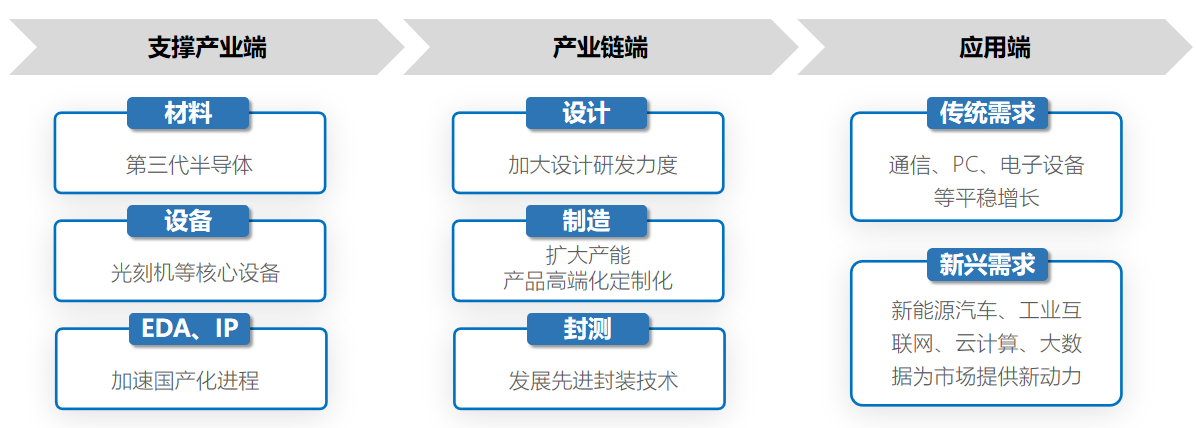 支撑产业端
产业链端
应用端
材料
第三代半导体
设备
光刻机等核心设备
EDA、IP
加速国产化进程
设计
加大设计研发力度
制造
扩大产能
产品高端化定制化
封测
发展先进封装技术
传统需求
通信、PC、电子设备
等平稳增长
新兴需求
新能源汽车、工业互
联网、云计算、大数
据为市场提供新动力